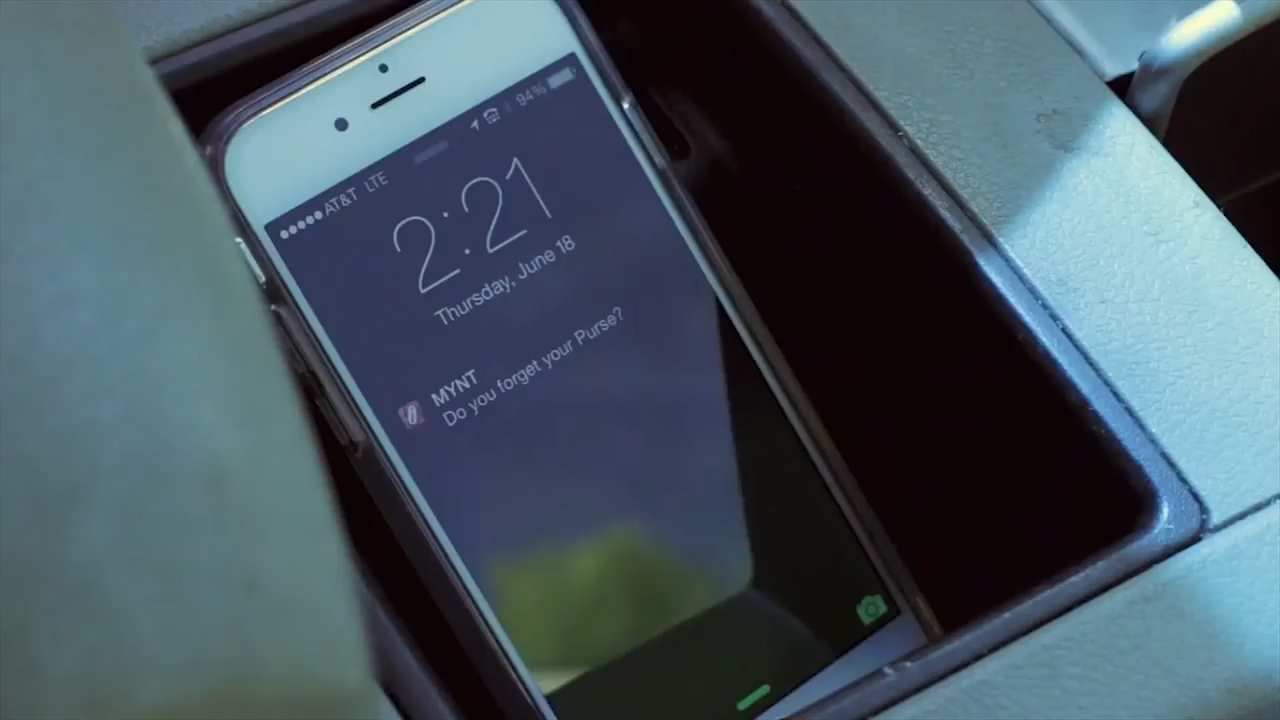 ●●●●● AT&T LTE 94%
2:21
Thursday, June 18
MYNT
Do you forget your Purse?